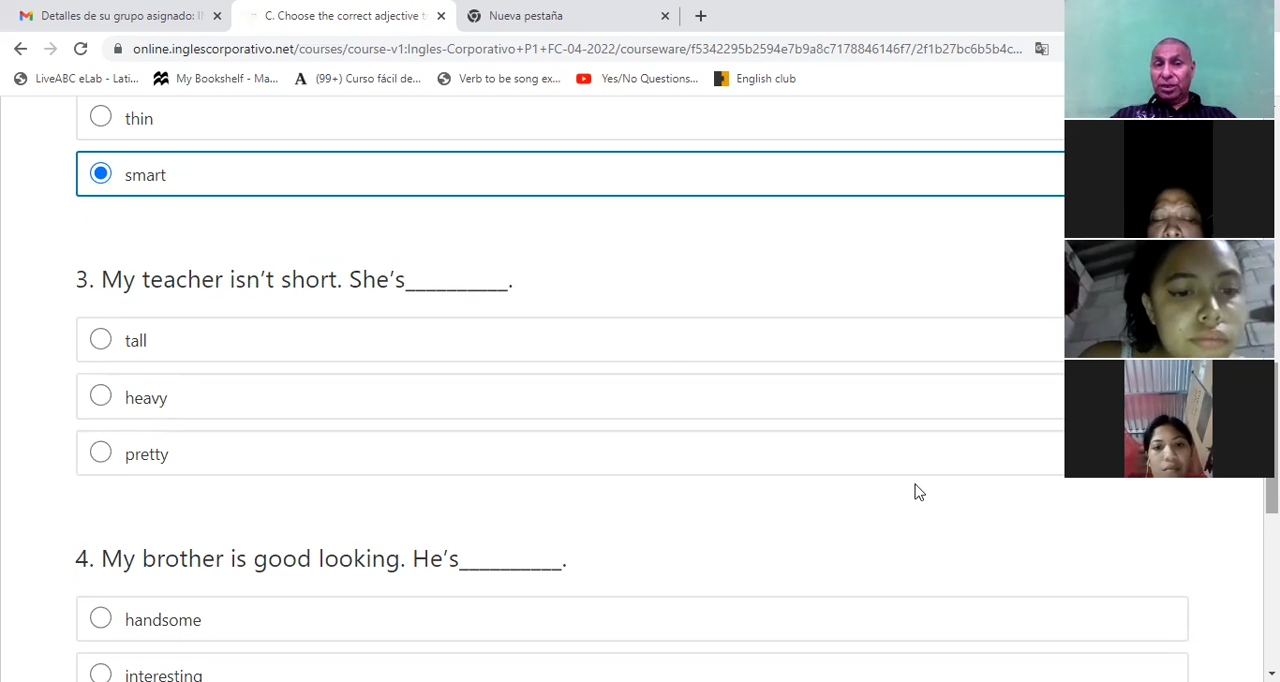 Detalles de su grupo asignado: I
C. Choose the correct adjective t
Nueva pestaña
online.inglescorporativo.net/courses/course-v1:Ingles-Corporativo+P1+FC-04-2022/courseware/f5342295b2594e7b9a8c7178846146f7/2f1b27bc6b5b4c...
LiveABC eLab - Lati...
My Bookshelf - Ma...
(99+) Curso fácil de...
Verb to be song ex...
Yes/No Questions...
English club
thin
smart
3. My teacher isn’t short. She’s__________.
tall
heavy
pretty
4. My brother is good looking. He’s__________.
handsome
interesting